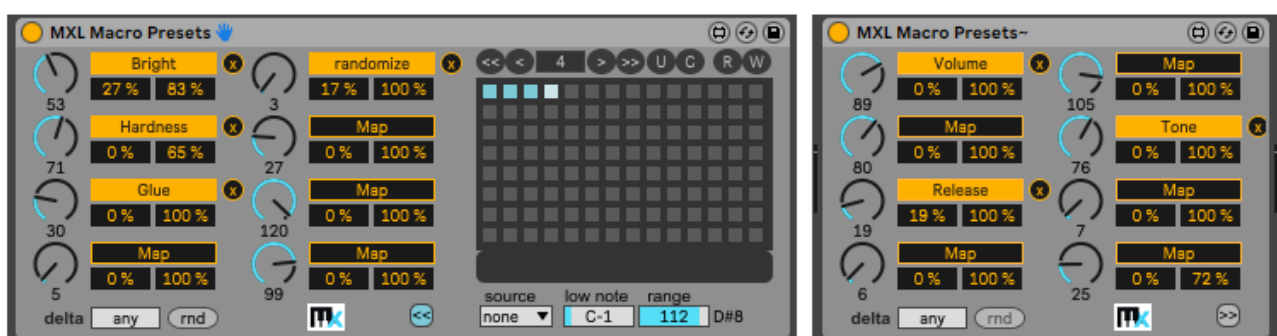 MXL Macro Presets
Bright
27 % 83 %
53
randomize
17 % 100 %
3
Hardness
0 % 65 %
71
Map
0 % 100 %
27
Glue
0 % 100 %
30
Map
0 % 100 %
120
Map
0 % 100 %
5
Map
0 % 100 %
99
delta any rnd
mx
<<
x
x
x
x
<< < 4 > >> U C R W
source low note range
none C-1 112 D#8
MXL Macro Presets~
Volume
0 % 100 %
89
Map
0 % 100 %
105
Map
0 % 100 %
80
Tone
0 % 100 %
76
Release
19 % 100 %
19
Map
0 % 100 %
7
Map
0 % 100 %
6
Map
0 % 72 %
25
x
x
x
delta any rnd
mx
>>